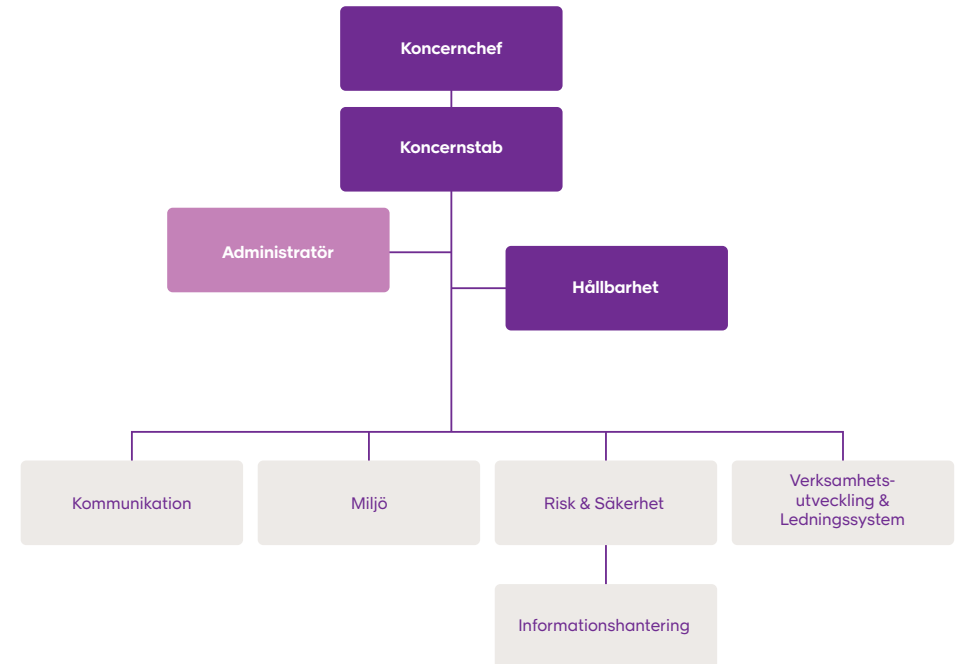 Koncernchef
Koncernstab
Administratör
Hållbarhet
Kommunikation
Miljö
Risk & Säkerhet
Verksamhets-
utveckling &
Ledningssystem
Informationshantering